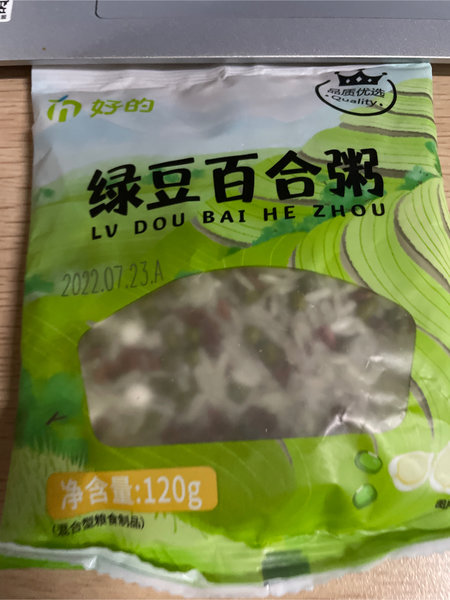 好的
品质优选
Quality
绿豆百合粥
LV DOU BAI HE ZHOU
2022.07.23.A
净含量:120g
(混合型粮食制品)